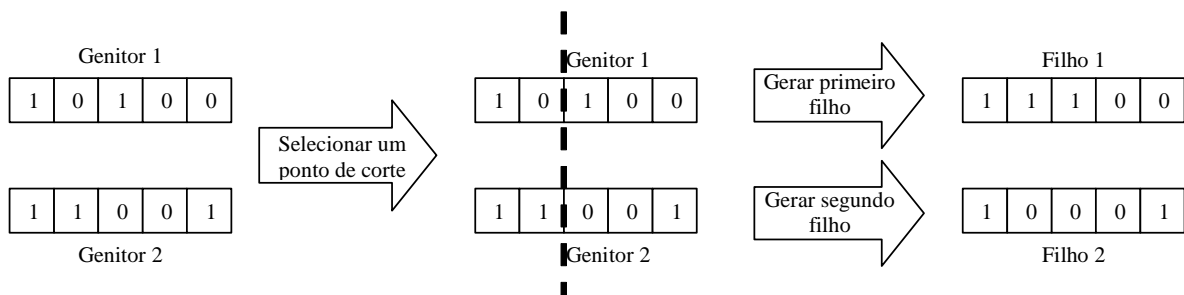 Genitor 1
1 0 1 0 0
1 1 0 0 1
Genitor 2
Selecionar um
ponto de corte
Genitor 1
1 0 1 0 0
1 1 0 0 1
Genitor 2
Gerar primeiro
filho
Gerar segundo
filho
Filho 1
1 1 1 0 0
1 0 0 0 1
Filho 2